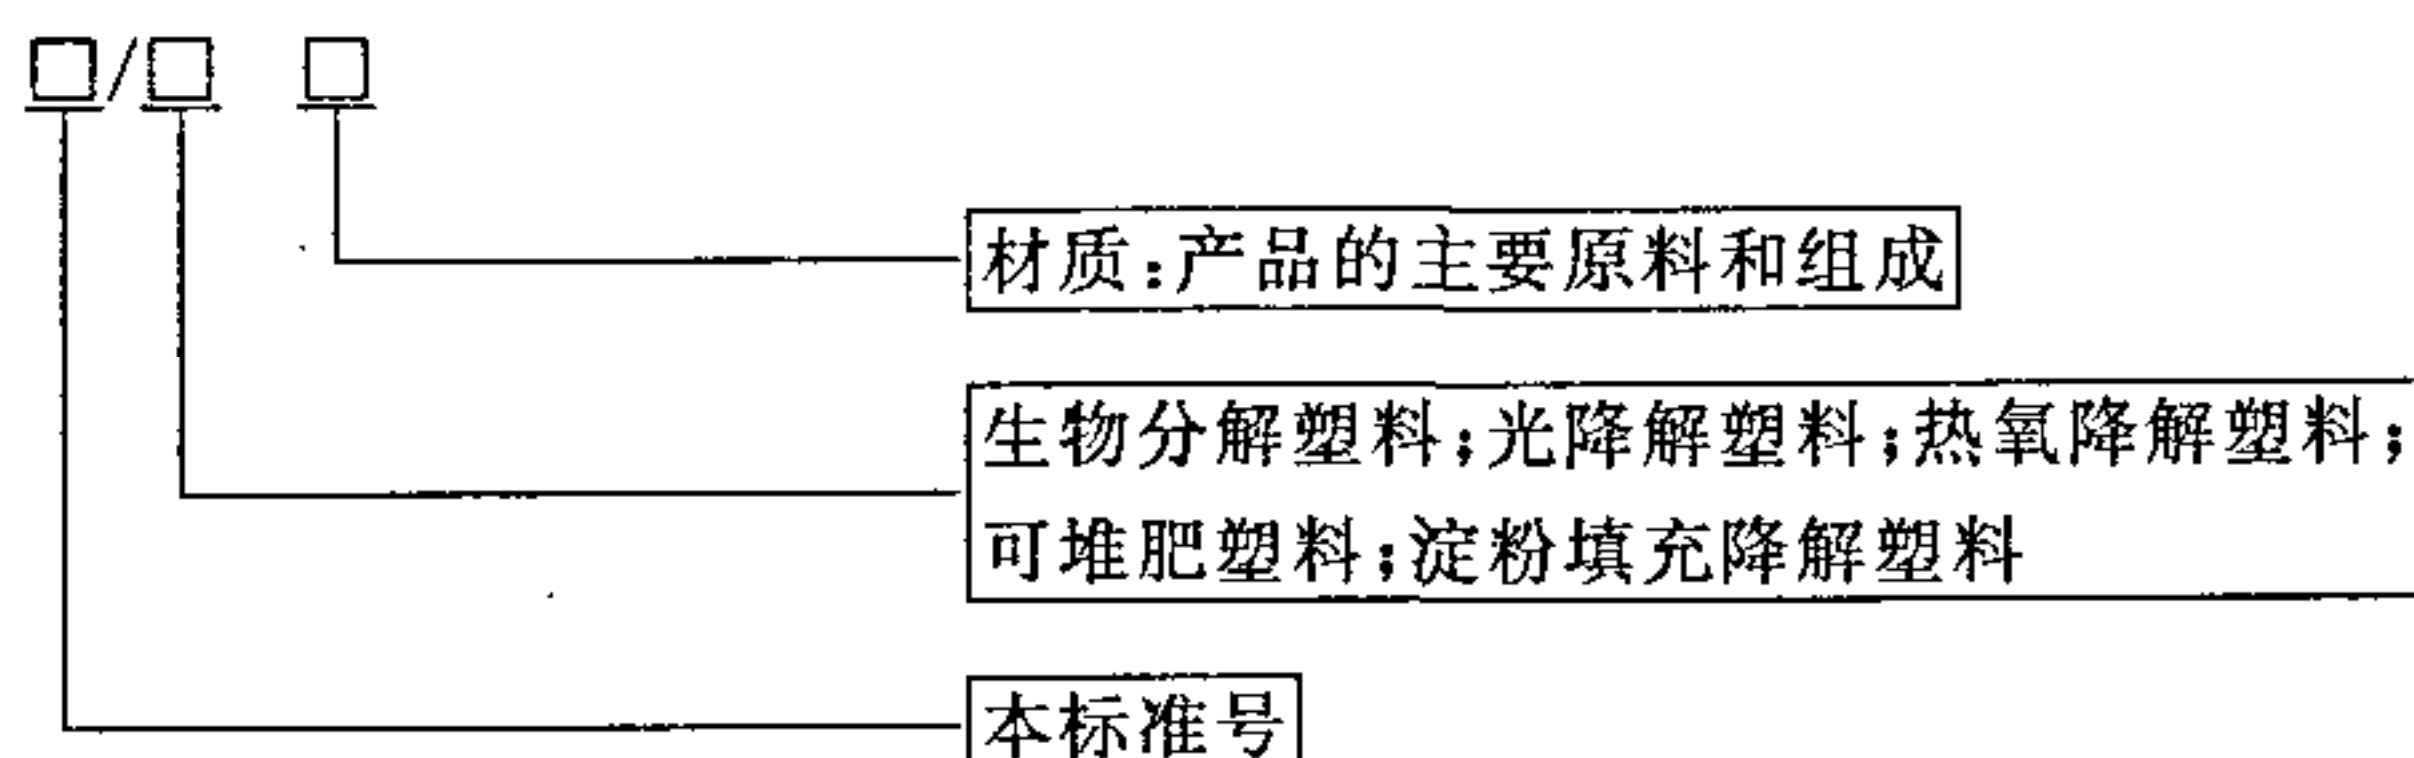 □/□ □
材质:产品的主要原料和组成
生物分解塑料;光降解塑料;热氧降解塑料;
可堆肥塑料;淀粉填充降解塑料
本标准号